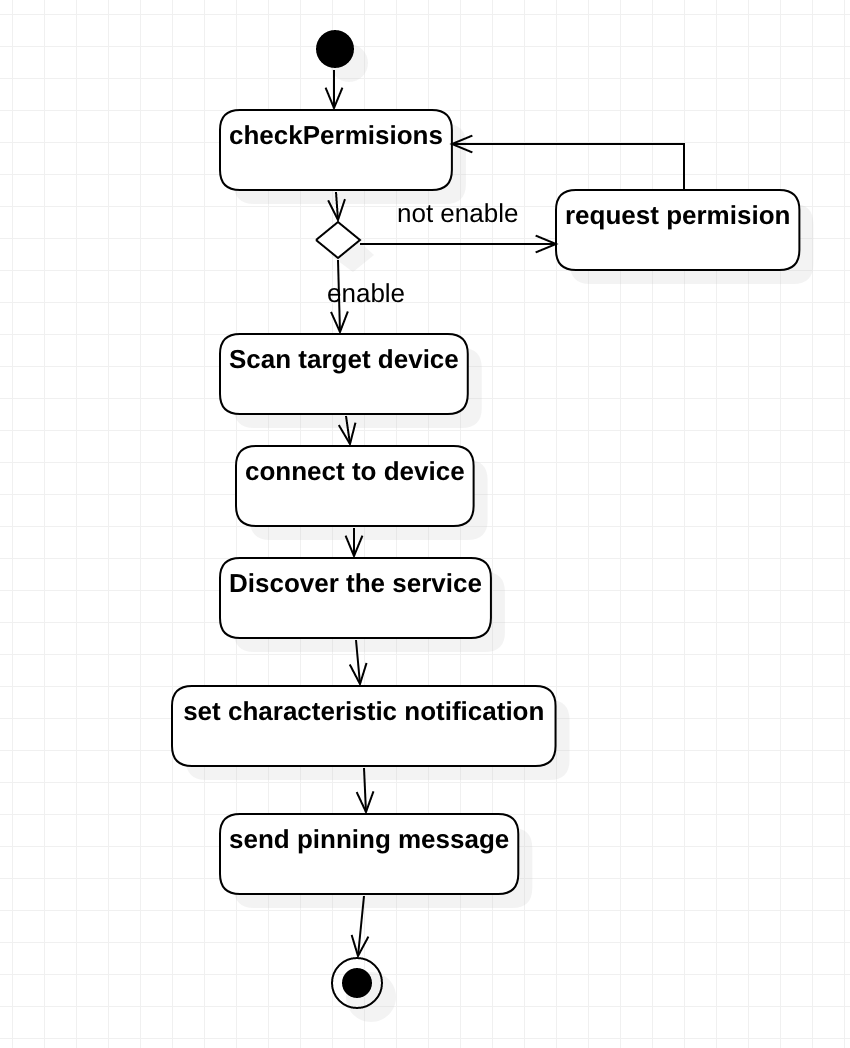 checkPermisions
not enable
request permision
enable
Scan target device
connect to device
Discover the service
set characteristic notification
send pinning message